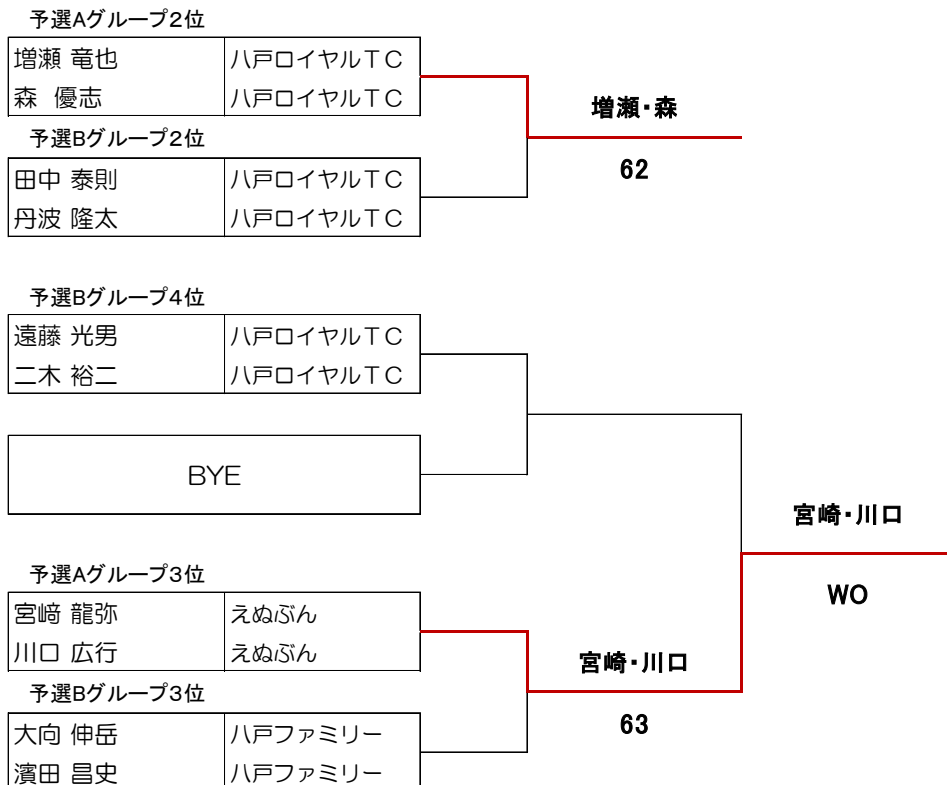 予選Aグループ2位
増瀬 竜也 八戸ロイヤルTC
森 優志 八戸ロイヤルTC
増瀬・森
予選Bグループ2位
62
田中 泰則 八戸ロイヤルTC
丹波 隆太 八戸ロイヤルTC
予選Bグループ4位
遠藤 光男 八戸ロイヤルTC
二木 裕二 八戸ロイヤルTC
BYE
宮崎・川口
WO
予選Aグループ3位
宮﨑 龍弥 えぬぶん
川口 広行 えぬぶん
宮崎・川口
予選Bグループ3位
63
大向 伸岳 八戸ファミリー
濱田 昌史 八戸ファミリー